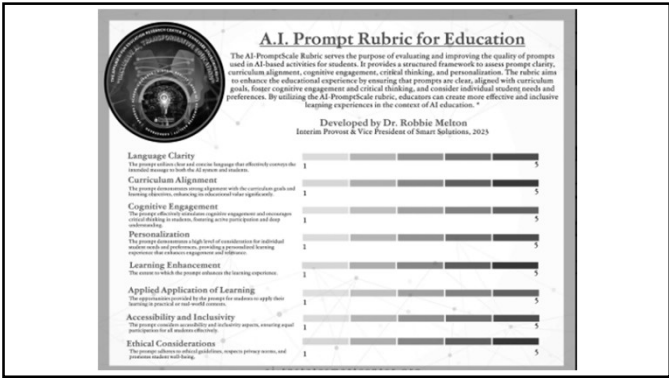 A.I. Prompt Rubric for Education
The AI-PromptScale Rubric serves the purpose of evaluating and improving the quality of prompts
used in AI-based activities for students. It provides a structured framework to assess prompt clarity,
curriculum alignment, cognitive engagement, critical thinking, and personalization. The rubric aims
to enhance the educational experience by ensuring that prompts are clear, aligned with curriculum
goals, foster cognitive engagement and critical thinking, and consider individual student needs and
preferences. By utilizing the AI-PromptScale rubric, educators can create more effective and inclusive
learning experiences in the context of AI education. *
Developed by Dr. Robbie Melton
Interim Provost & Vice President of Smart Solutions, 2023
Language Clarity
The prompt utilizes clear and concise language that effectively conveys the
intended message to both the AI system and students.
1 5
Curriculum Alignment
The prompt demonstrates strong alignment with the curriculum goals and
learning objectives, enhancing its educational value significantly.
1 5
Cognitive Engagement
The prompt effectively stimulates cognitive engagement and encourages
critical thinking in students, fostering active participation and deep
understanding.
1 5
Personalization
The prompt demonstrates a high level of consideration for individual
student needs and preferences, providing a personalized learning
experience that enhances engagement and relevance.
1 5
Learning Enhancement
The extent to which the prompt enhances the learning experience.
1 5
Applied Application of Learning
The opportunities provided by the prompt for students to apply their
learning in practical or real-world contexts.
1 5
Accessibility and Inclusivity
The prompt considers accessibility and inclusivity aspects, ensuring equal
participation for all students effectively.
1 5
Ethical Considerations
The prompt adheres to ethical guidelines, respects privacy norms, and
promotes student well-being.
1 5